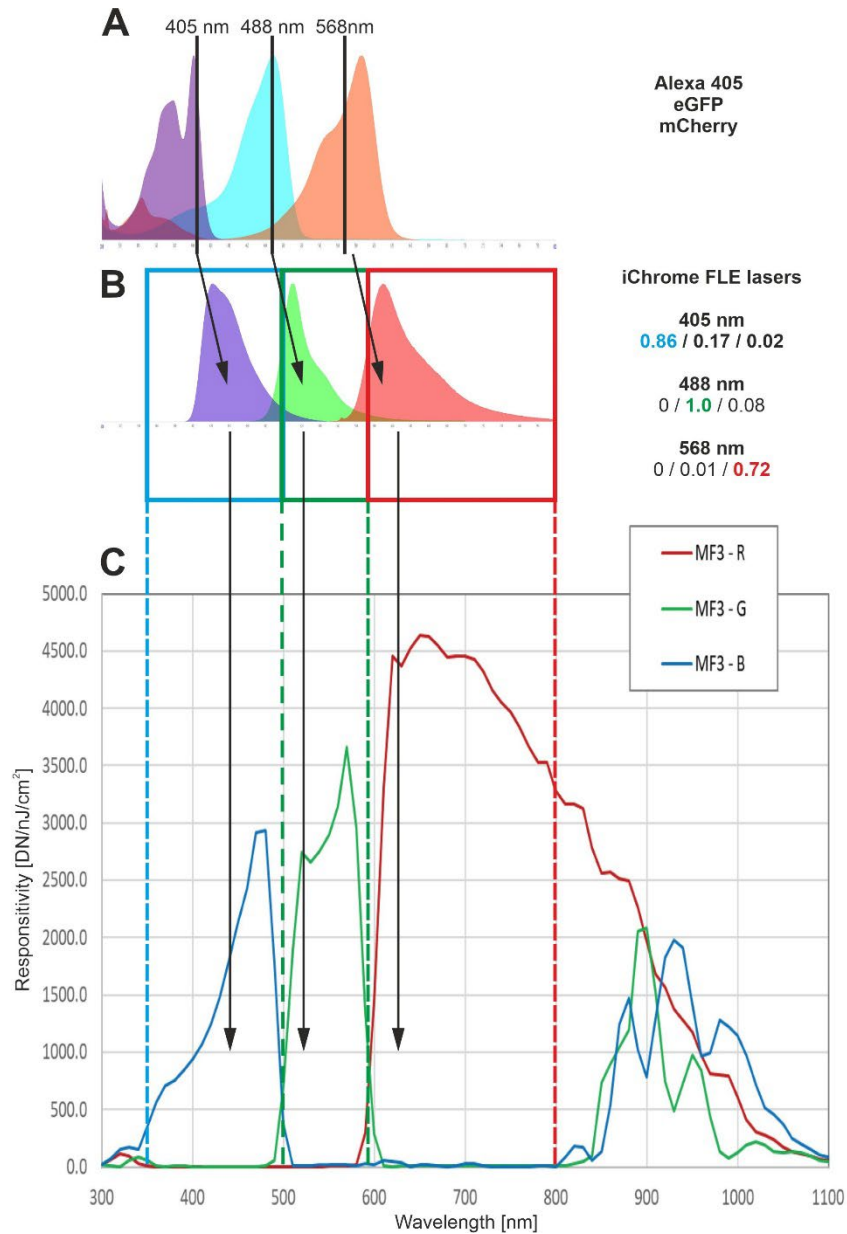 A
405 nm
488 nm
568nm
Alexa 405
eGFP
mCherry
B
iChrome FLE lasers
405 nm
0.86 / 0.17 / 0.02
488 nm
0 / 1.0 / 0.08
568 nm
0 / 0.01 / 0.72
C
MF3 - R
MF3 - G
MF3 - B
Responsitivity [DN/nJ/cm²]
5000.0
4500.0
4000.0
3500.0
3000.0
2500.0
2000.0
1500.0
1000.0
500.0
0.0
300 400 500 600 700 800 900 1000 1100
Wavelength [nm]